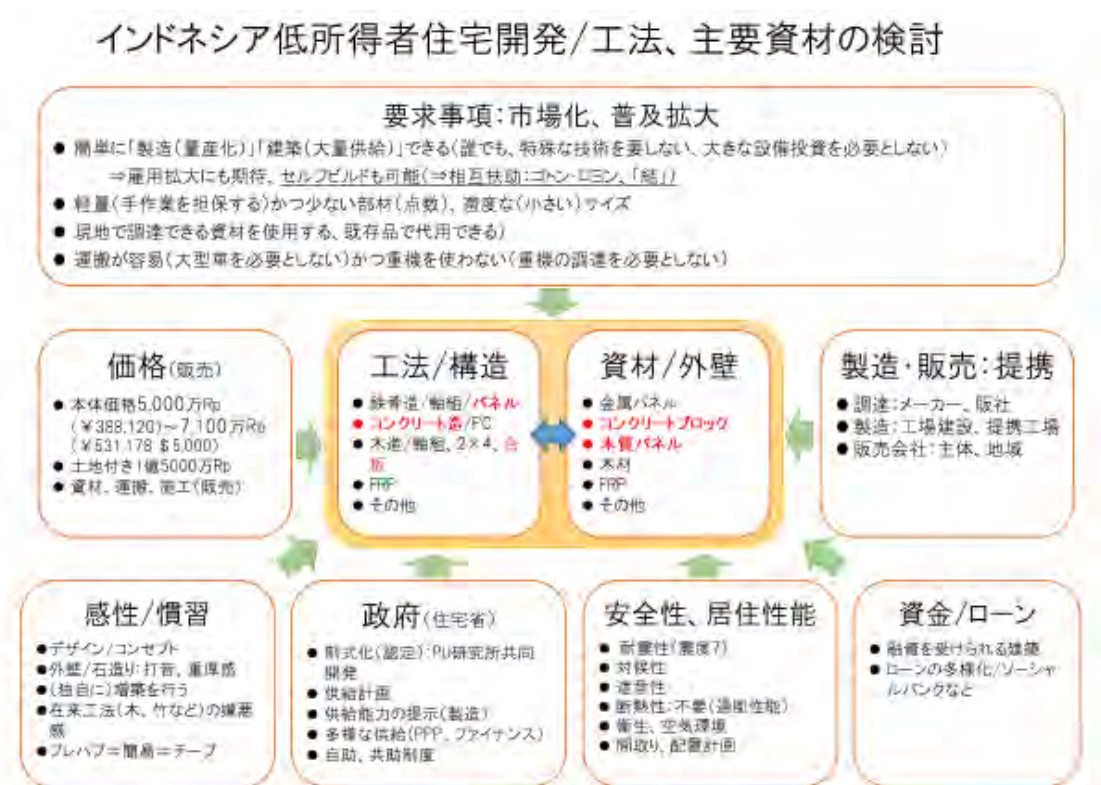 インドネシア低所得者住宅開発/工法、主要資材の検討
要求事項：市場化、普及拡大
● 簡単に「製造(量産化)」「建築(大量供給)」できる(誰でも、特殊な技術を要しない、大きな設備投資を必要としない)
⇒雇用拡大にも期待、セルフビルドも可能(⇒相互扶助：ゴトン・ロヨン、「結」)
● 軽量(手作業を担保する)かつ少ない部材(点数)、適度な(小さい)サイズ
● 現地で調達できる資材を使用する、既存品で代用できる)
● 運搬が容易(大型車を必要としない)かつ重機を使わない(重機の調達を必要としない)
価格(販売)
● 本体価格5,000万Rp
(￥388,120)～7,100万Rp
(￥531,178 $5,000)
● 土地付き1億5000万Rp
● 資材、運搬、施工(販売)
工法/構造
● 鉄骨造/軸組/パネル
● コンクリート造/PC
● 木造/軸組、2×4、合
板
● FRP
● その他
資材/外壁
● 金属パネル
● コンクリートブロック
● 木質パネル
● 木材
● FRP
● その他
製造・販売：提携
● 調達：メーカー、販社
● 製造：工場建設、提携工場
● 販売会社：主体、地域
感性/慣習
●デザイン/コンセプト
●外壁/石造り：打音、重厚感
●(独自に)増築を行う
●在来工法(木、竹など)の嫌悪
感
●プレハブ＝簡易＝チープ
政府(住宅省)
● 制式化(認定)：PU研究所共同
開発
● 供給計画
● 供給能力の提示(製造)
● 多様な供給(PPP、ファイナンス)
● 自助、共助制度
安全性、居住性能
● 耐震性(震度7)
● 対候性
● 遮音性
● 断熱性：不要(通風性能)
● 衛生、空気環境
● 間取り、配置計画
資金/ローン
● 融資を受けられる建築
● ローンの多様化/ソーシャ
ルバンクなど